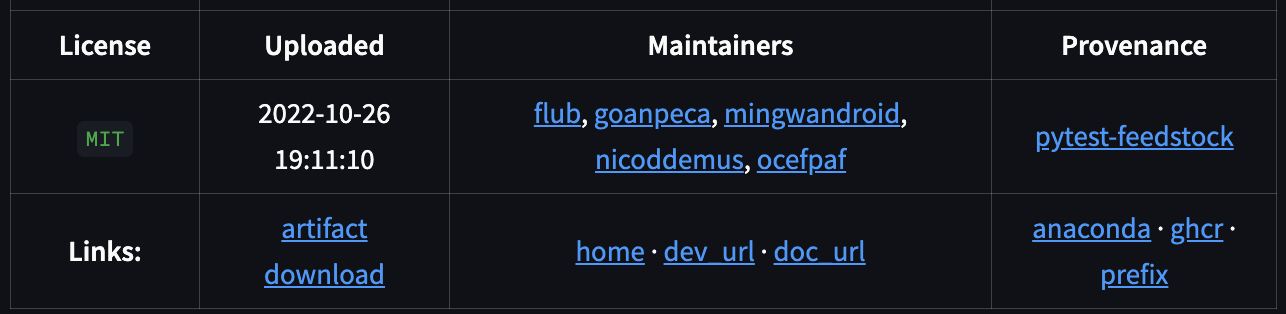 License Uploaded Maintainers Provenance
MIT
2022-10-26
19:11:10
flub, goanpeca, mingwandroid,
nicoddemus, ocefpaf
pytest-feedstock
Links:
artifact
download
home · dev_url · doc_url
anaconda · ghcr ·
prefix